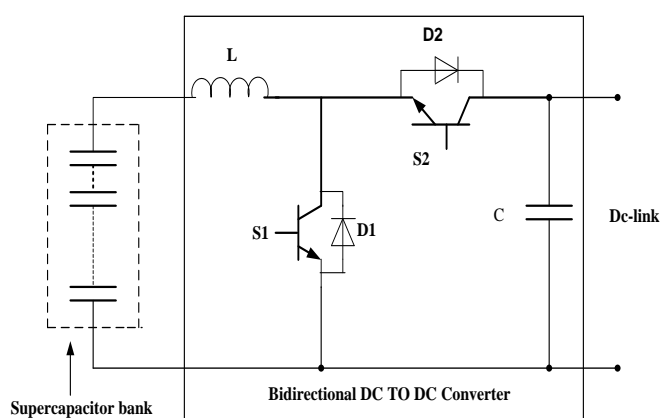 D2
L
S2
S1
D1
C
Dc-link
Bidirectional DC TO DC Converter
Supercapacitor bank